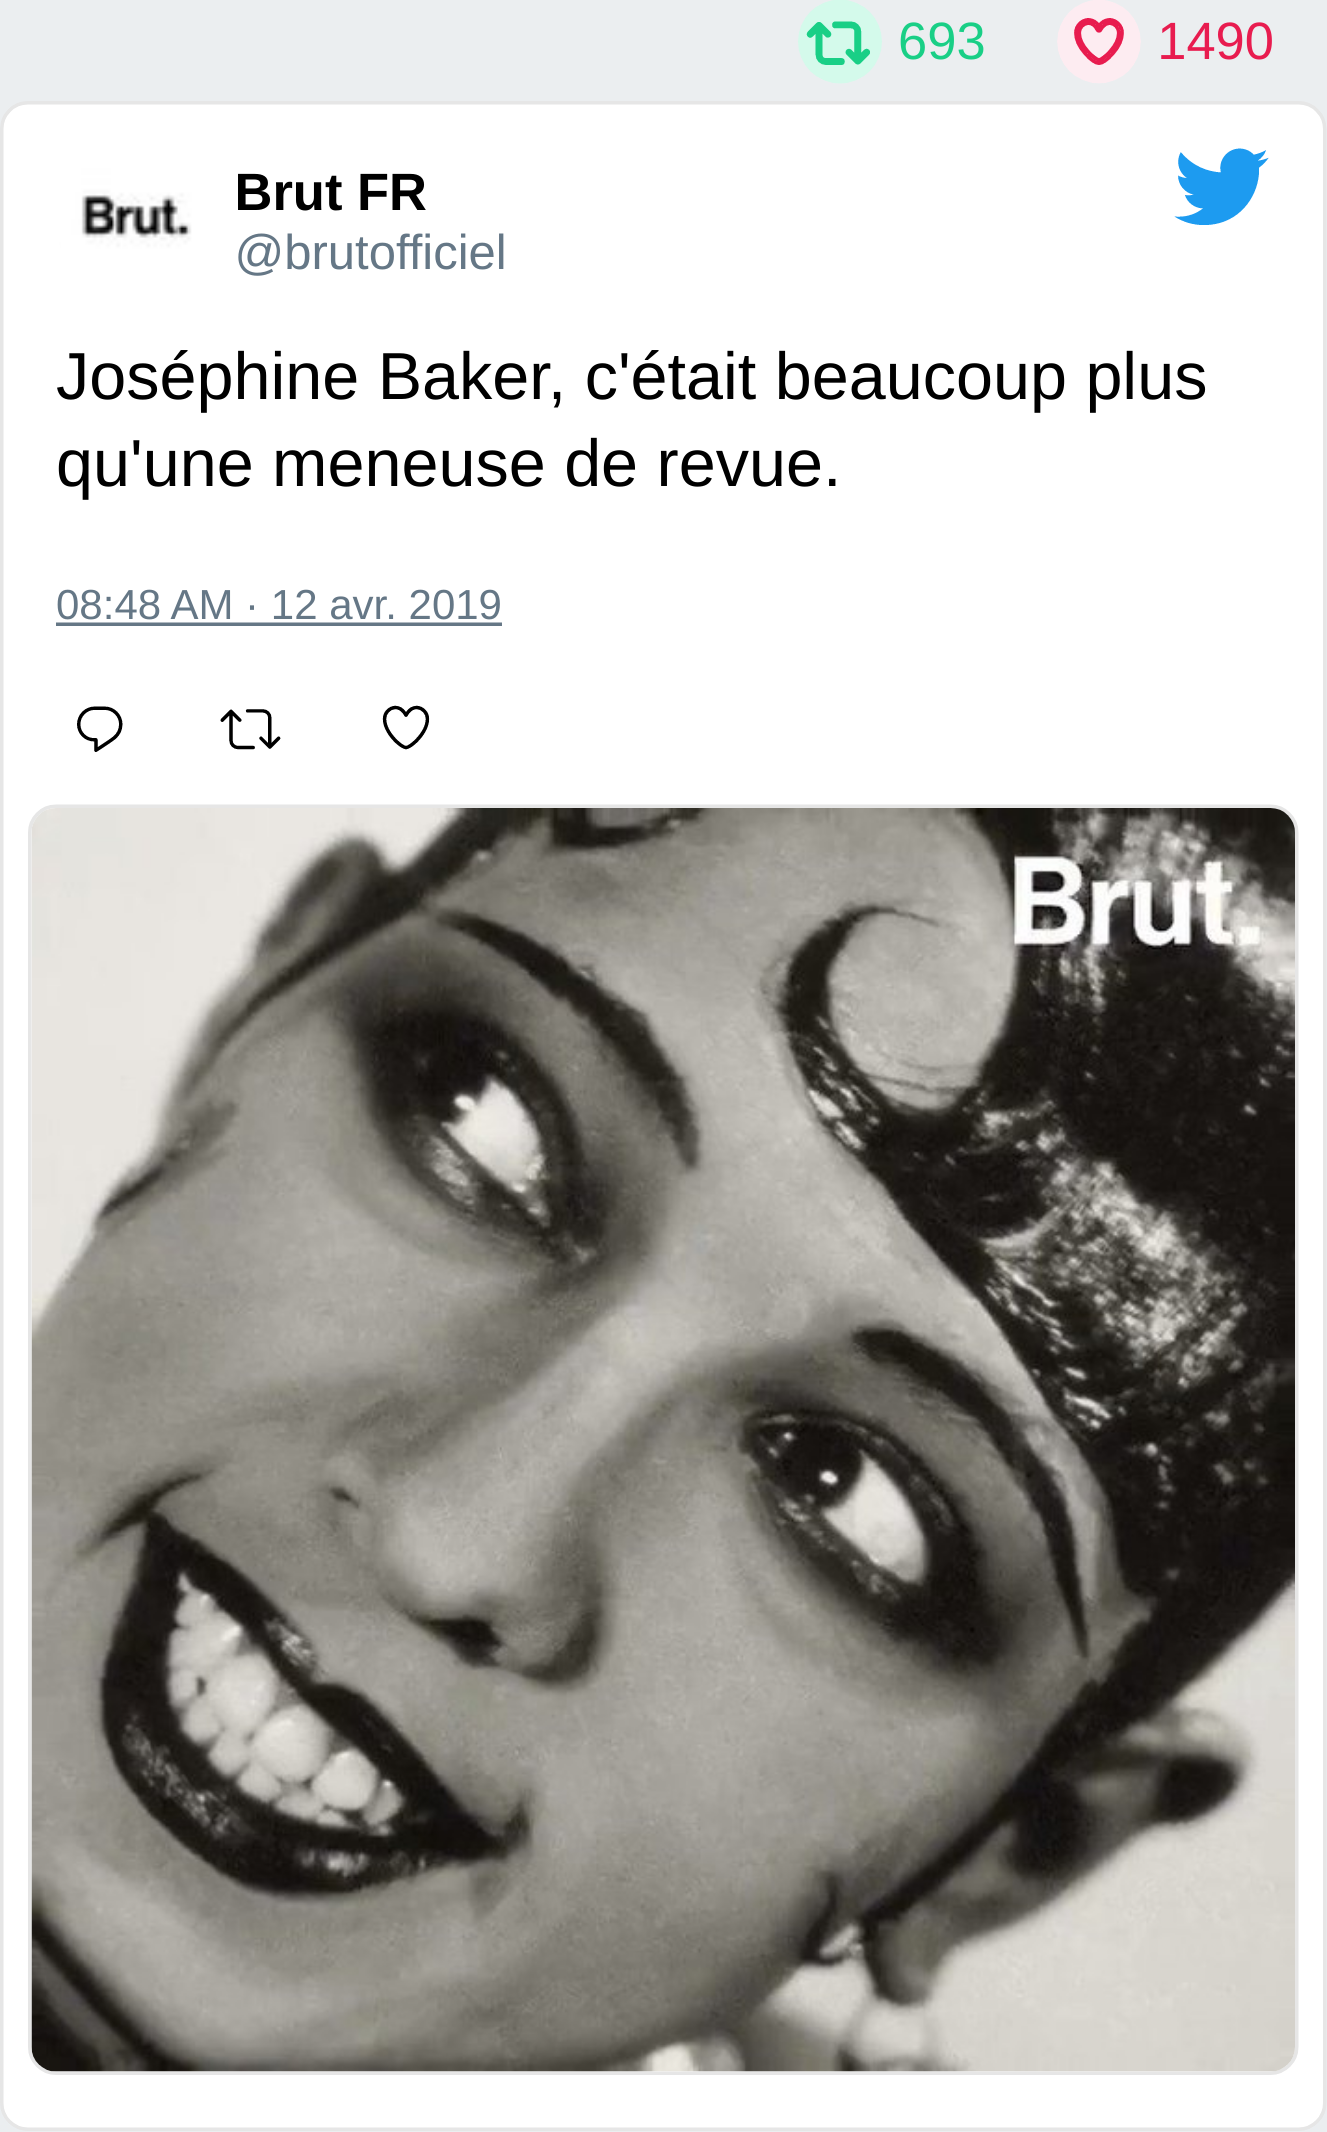 693 1490
Brut.
Brut FR
@brutofficiel
Joséphine Baker, c'était beaucoup plus
qu'une meneuse de revue.
08:48 AM · 12 avr. 2019
Brut.